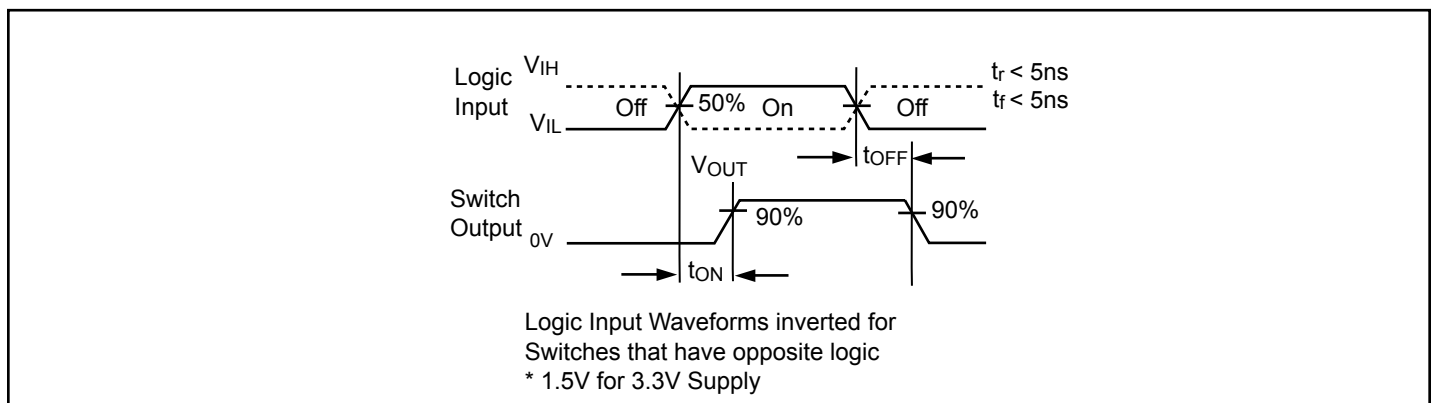 Logic Input
VIH
VIL
Off
50%
On
Off
tr < 5ns
tf < 5ns
tOFF
VOUT
Switch Output
0V
90%
90%
tON
Logic Input Waveforms inverted for
Switches that have opposite logic
* 1.5V for 3.3V Supply